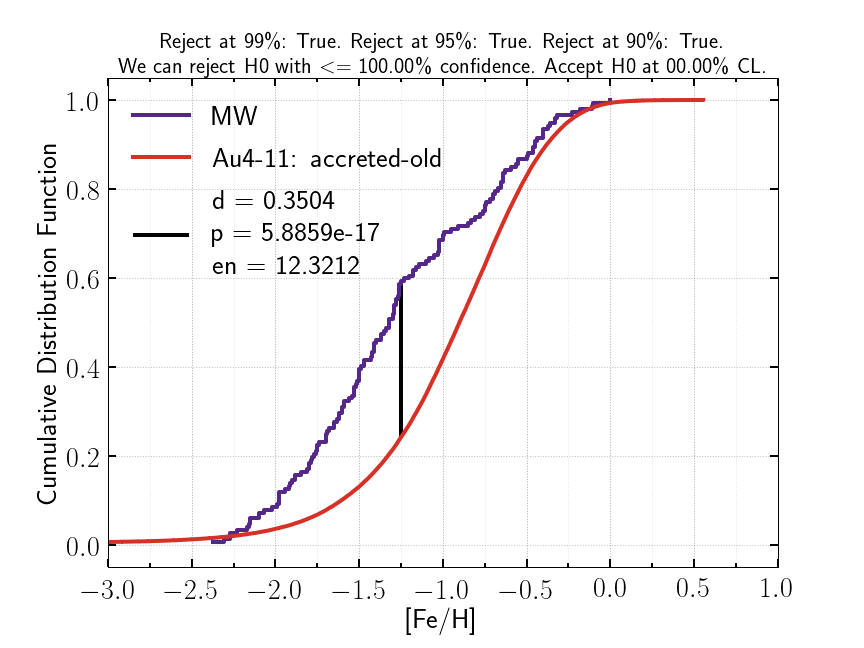 Reject at 99%: True. Reject at 95%: True. Reject at 90%: True.
We can reject H0 with <= 100.00% confidence. Accept H0 at 00.00% CL.
MW
Au4-11: accreted-old
d = 0.3504
p = 5.8859e-17
en = 12.3212
Cumulative Distribution Function
1.0
0.8
0.6
0.4
0.2
0.0
−3.0 −2.5 −2.0 −1.5 −1.0 −0.5 0.0 0.5 1.0
[Fe/H]